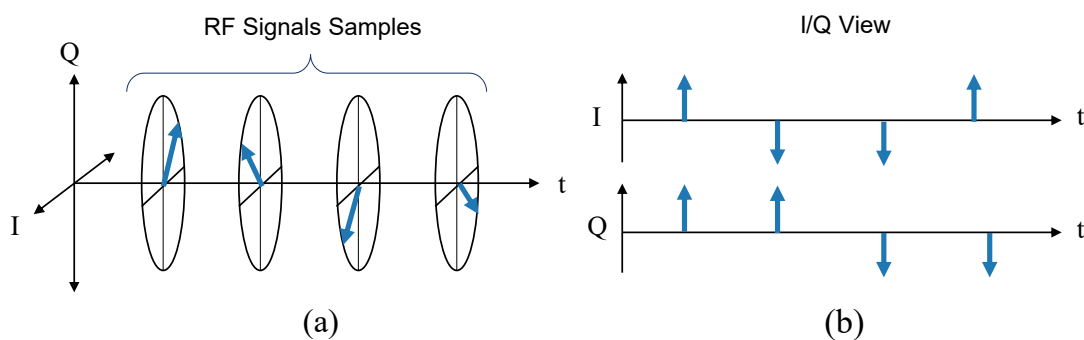 RF Signals Samples
Q
I
t
(a)
I/Q View
I
t
Q
t
(b)